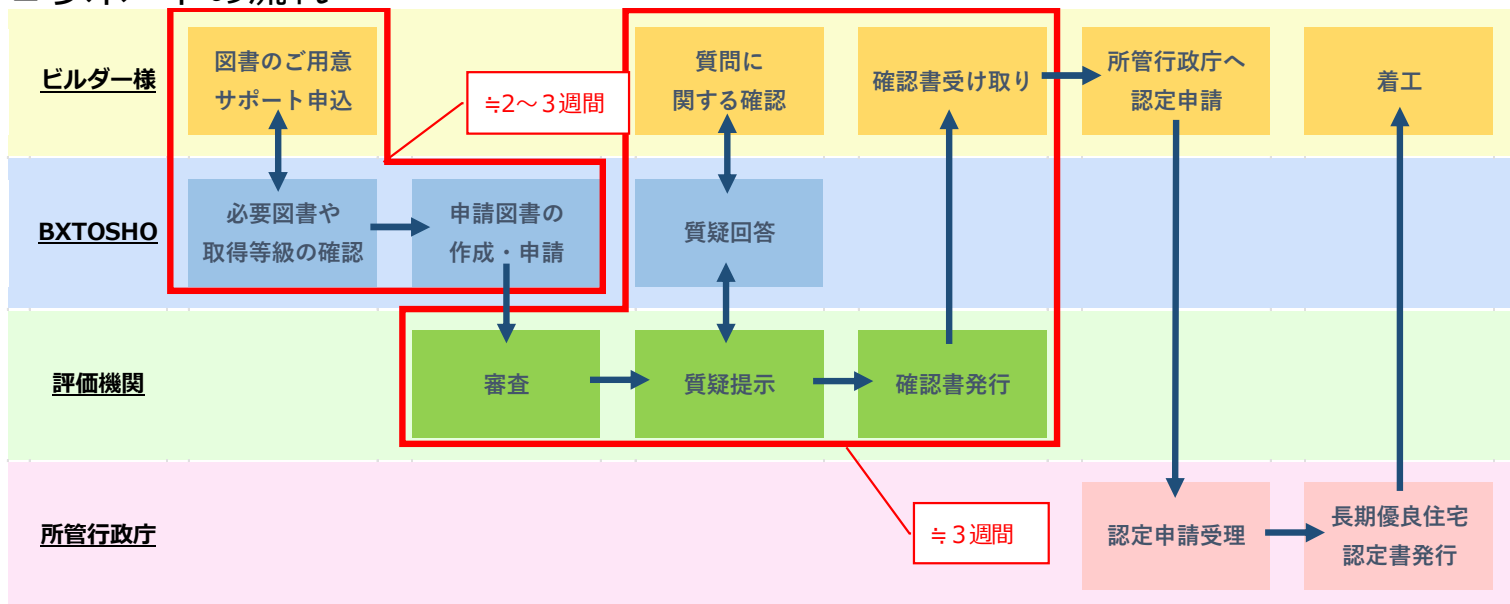 ビルダー様
図書のご用意
サポート申込
≒2～３週間
質問に
関する確認
確認書受け取り
所管行政庁へ
認定申請
着工
BXTOSHO
必要図書や
取得等級の確認
申請図書の
作成・申請
質疑回答
評価機関
審査
質疑提示
確認書発行
所管行政庁
≒３週間
認定申請受理
長期優良住宅
認定書発行